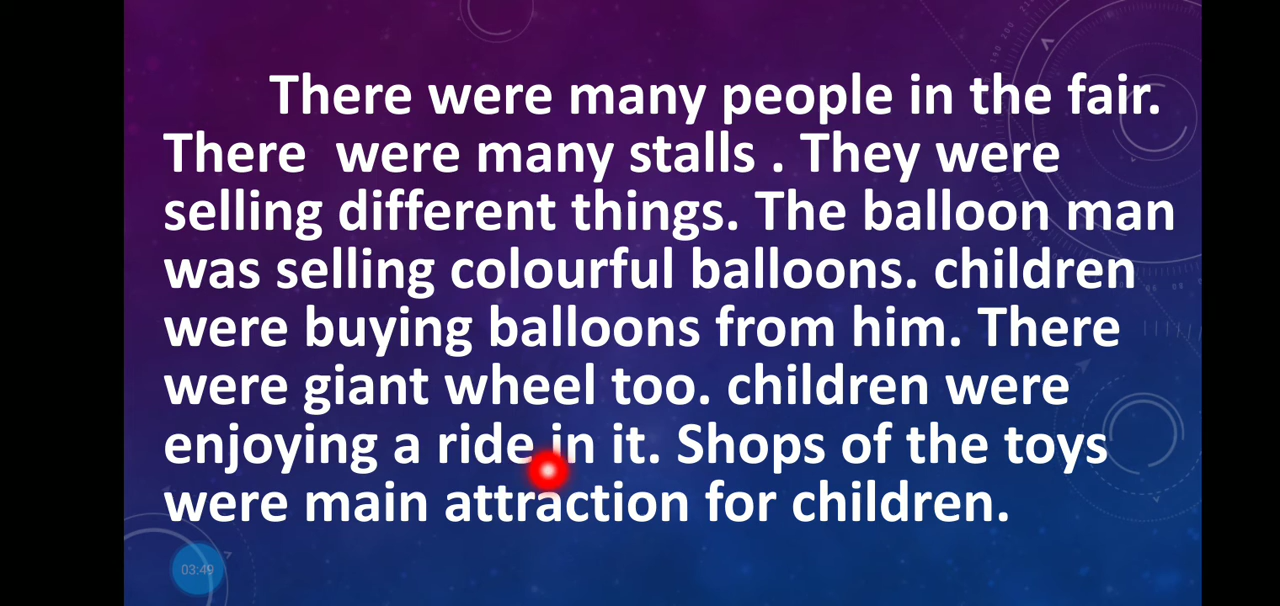 There were many people in the fair.
There  were many stalls . They were
selling different things. The balloon man
was selling colourful balloons. children
were buying balloons from him. There
were giant wheel too. children were
enjoying a ride in it. Shops of the toys
were main attraction for children.
03:49